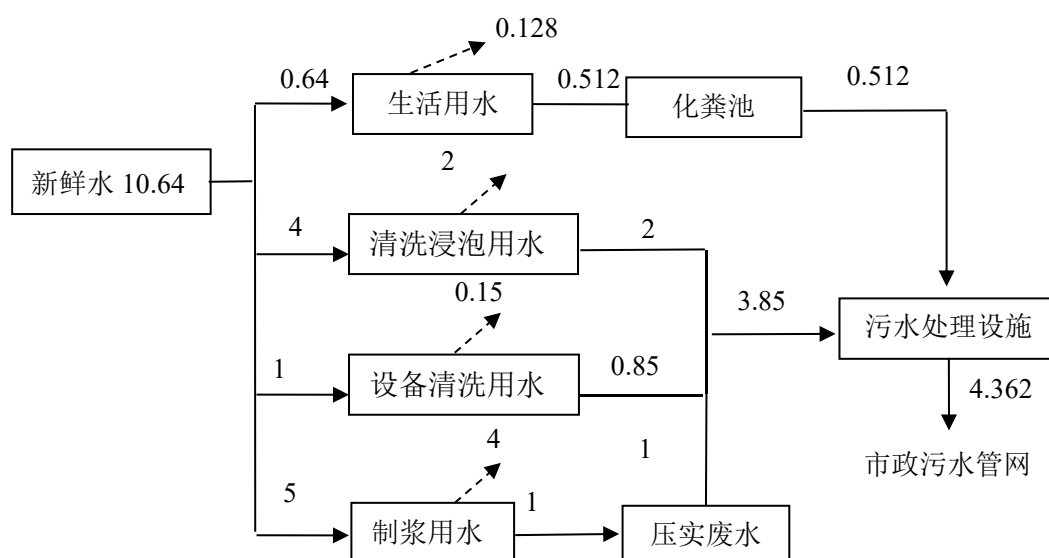 0.128
0.64
生活用水
0.512
化粪池
0.512
新鲜水 10.64
2
4
清洗浸泡用水
2
0.15
3.85
污水处理设施
1
设备清洗用水
0.85
4.362
4
1
市政污水管网
5
制浆用水
1
压实废水